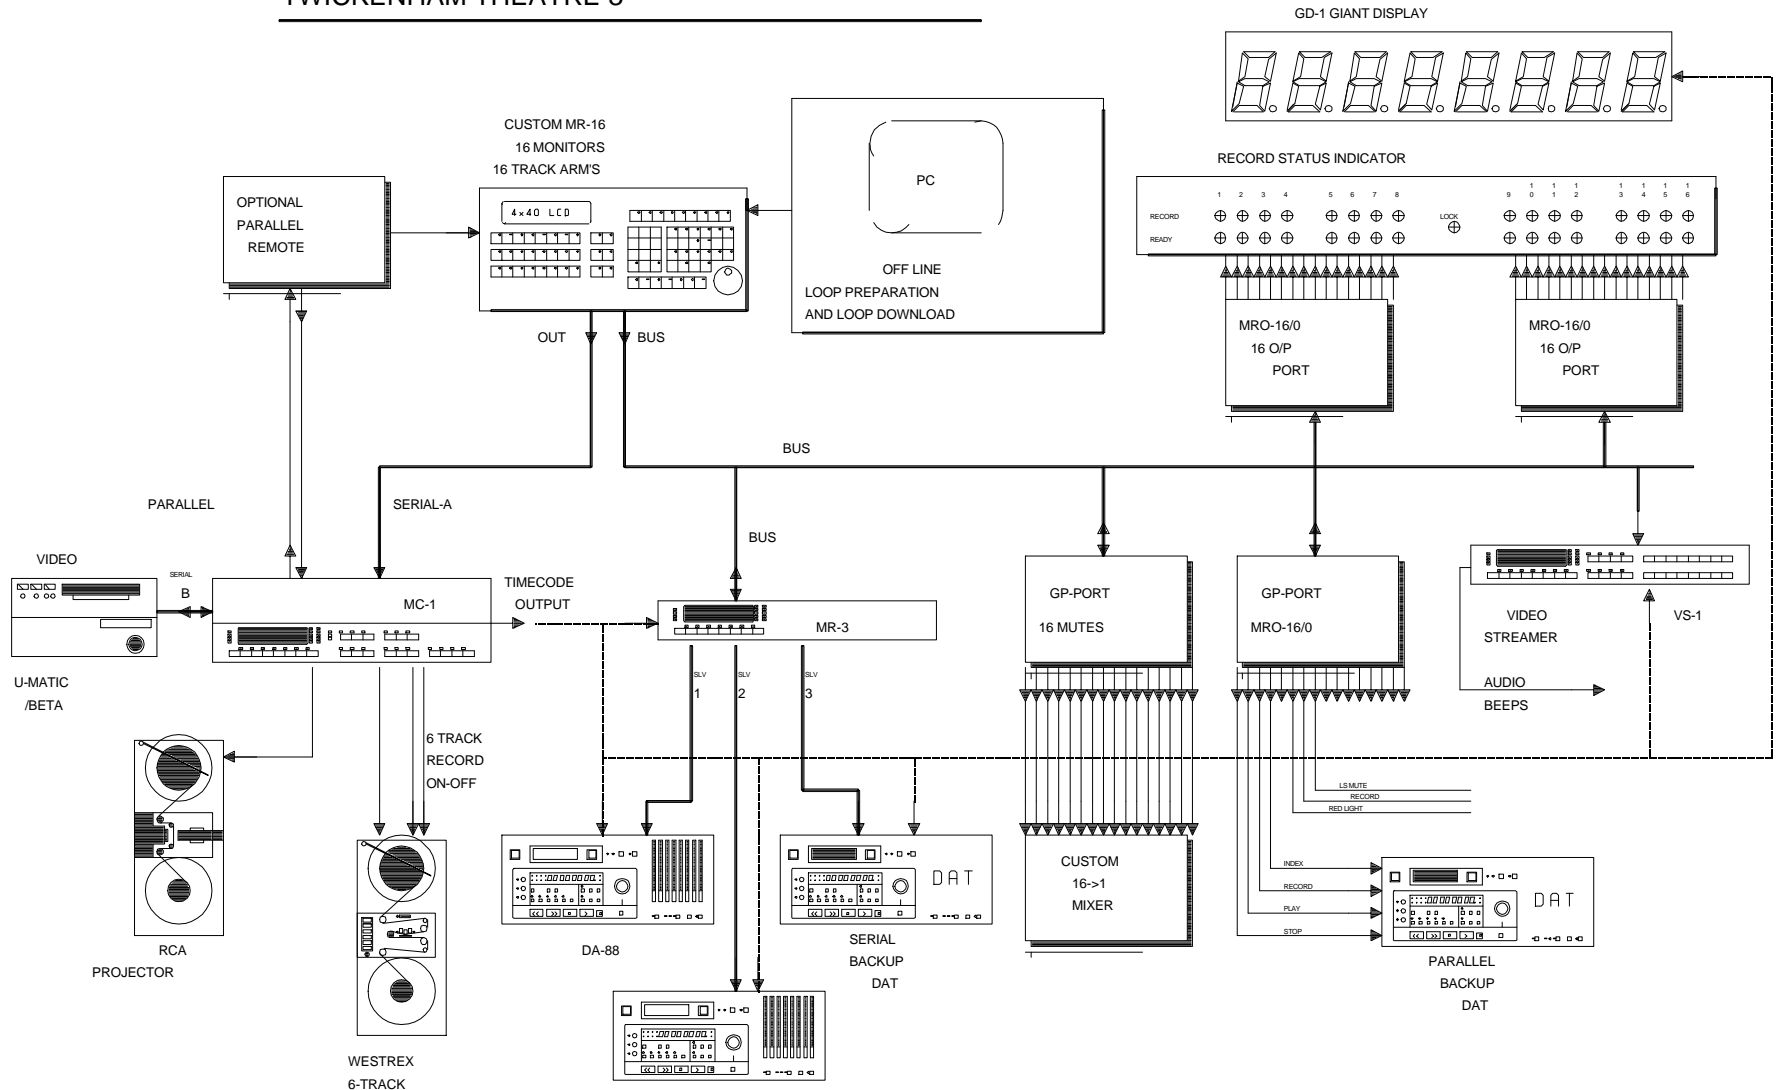 TWICKENHAM THEATRE
GD-1 GIANT DISPLAY
CUSTOM MR-16
16 MONITORS
16 TRACK ARM'S
4x40 LCD
PC
OFF LINE
LOOP PREPARATION
AND LOOP DOWNLOAD
OPTIONAL
PARALLEL
REMOTE
RECORD STATUS INDICATOR
1 2 3 4 5 6 7 8 9 10 11 12 13 14 15 16
RECORD
READY
LOCK
MRO-16/0
16 O/P
PORT
MRO-16/0
16 O/P
PORT
OUT
BUS
BUS
PARALLEL
SERIAL-A
BUS
VIDEO
SERIAL
B
U-MATIC
/BETA
MC-1
TIMECODE
OUTPUT
MR-3
GP-PORT
16 MUTES
GP-PORT
MRO-16/0
VIDEO
STREAMER
VS-1
AUDIO
BEEPS
SLV
1
SLV
2
SLV
3
6 TRACK
RECORD
ON-OFF
LS MUTE
RECORD
RED LIGHT
INDEX
RECORD
PLAY
STOP
RCA
PROJECTOR
WESTREX
6-TRACK
DA-88
DAT
SERIAL
BACKUP
DAT
CUSTOM
16->1
MIXER
DAT
PARALLEL
BACKUP
DAT